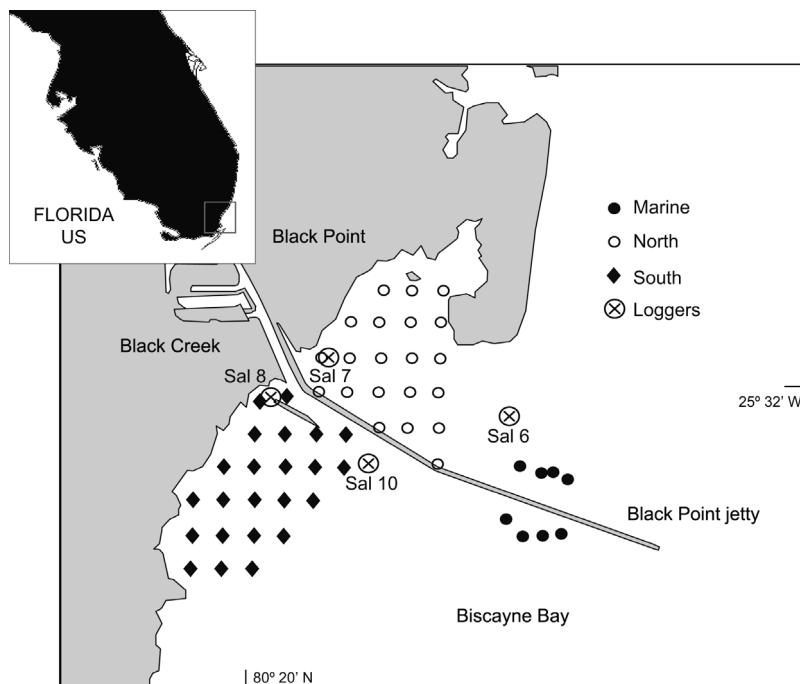 FLORIDA
US
Black Point
Marine
North
South
Loggers
Black Creek
Sal 8
Sal 7
25º 32’ W
Sal 6
Sal 10
Black Point jetty
Biscayne Bay
80º 20’ N